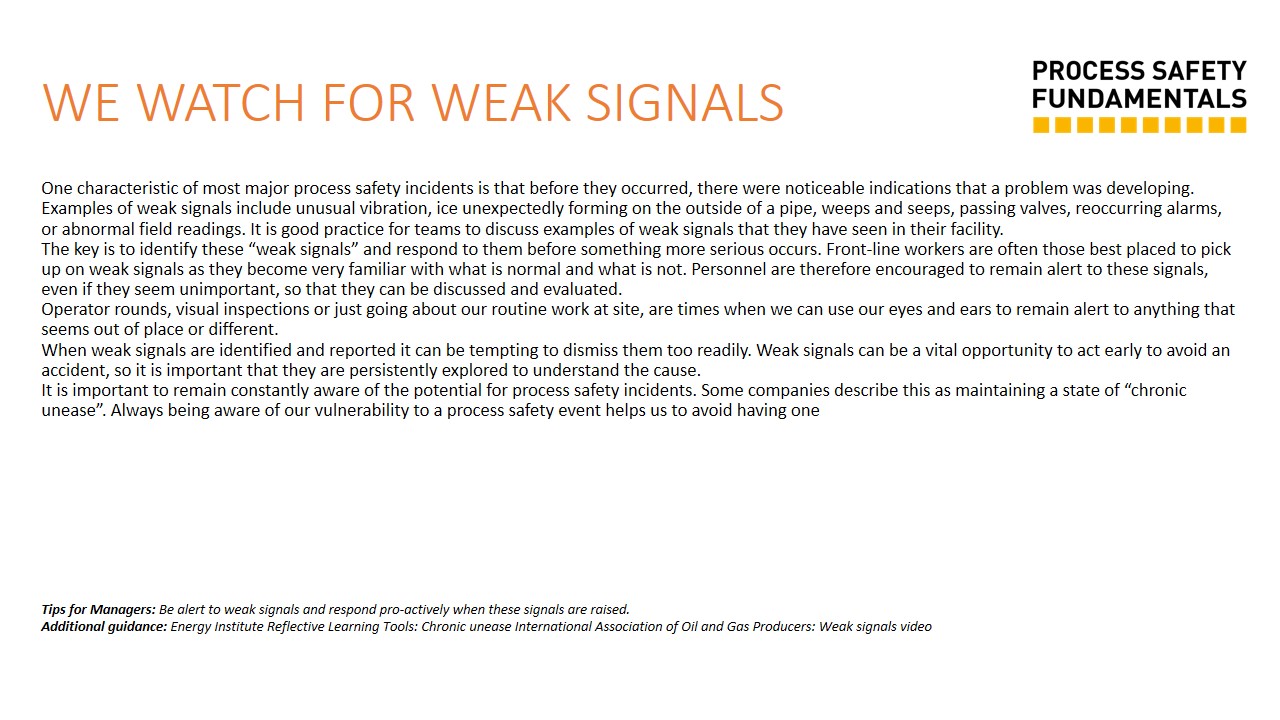 WE WATCH FOR WEAK SIGNALS
PROCESS SAFETY
FUNDAMENTALS
One characteristic of most major process safety incidents is that before they occurred, there were noticeable indications that a problem was developing.
Examples of weak signals include unusual vibration, ice unexpectedly forming on the outside of a pipe, weeps and seeps, passing valves, reoccurring alarms,
or abnormal field readings. It is good practice for teams to discuss examples of weak signals that they have seen in their facility.
The key is to identify these “weak signals” and respond to them before something more serious occurs. Front-line workers are often those best placed to pick
up on weak signals as they become very familiar with what is normal and what is not. Personnel are therefore encouraged to remain alert to these signals,
even if they seem unimportant, so that they can be discussed and evaluated.
Operator rounds, visual inspections or just going about our routine work at site, are times when we can use our eyes and ears to remain alert to anything that
seems out of place or different.
When weak signals are identified and reported it can be tempting to dismiss them too readily. Weak signals can be a vital opportunity to act early to avoid an
accident, so it is important that they are persistently explored to understand the cause.
It is important to remain constantly aware of the potential for process safety incidents. Some companies describe this as maintaining a state of “chronic
unease”. Always being aware of our vulnerability to a process safety event helps us to avoid having one
Tips for Managers: Be alert to weak signals and respond pro-actively when these signals are raised.
Additional guidance: Energy Institute Reflective Learning Tools: Chronic unease International Association of Oil and Gas Producers: Weak signals video